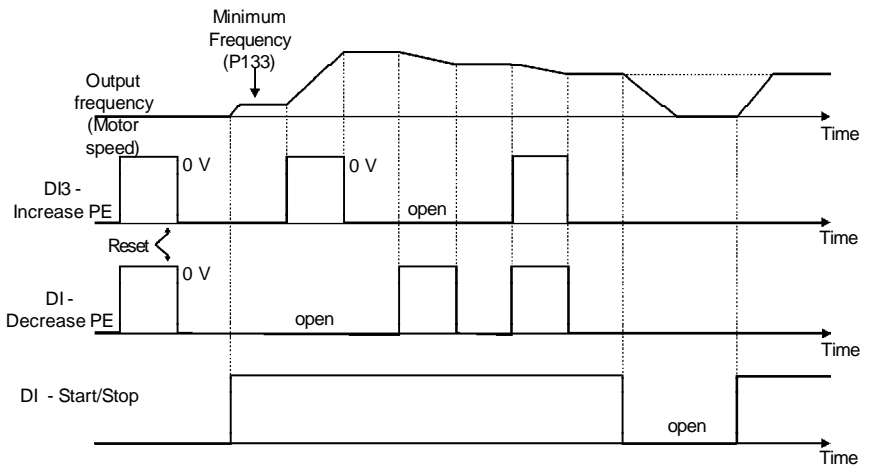 Minimum
Frequency
(P133)
Output
frequency
(Motor
speed)
Time
0 V
0 V
DI3 -
Increase PE
open
Time
Reset
0 V
DI -
Decrease PE
open
Time
DI - Start/Stop
open
Time